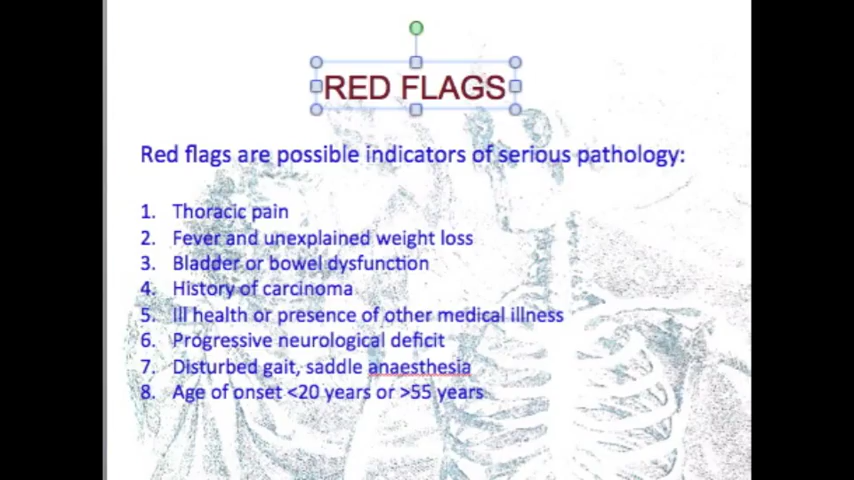 RED FLAGS
Red flags are possible indicators of serious pathology:
1. Thoracic pain
2. Fever and unexplained weight loss
3. Bladder or bowel dysfunction
4. History of carcinoma
5. Ill health or presence of other medical illness
6. Progressive neurological deficit
7. Disturbed gait, saddle anaesthesia
8. Age of onset <20 years or >55 years